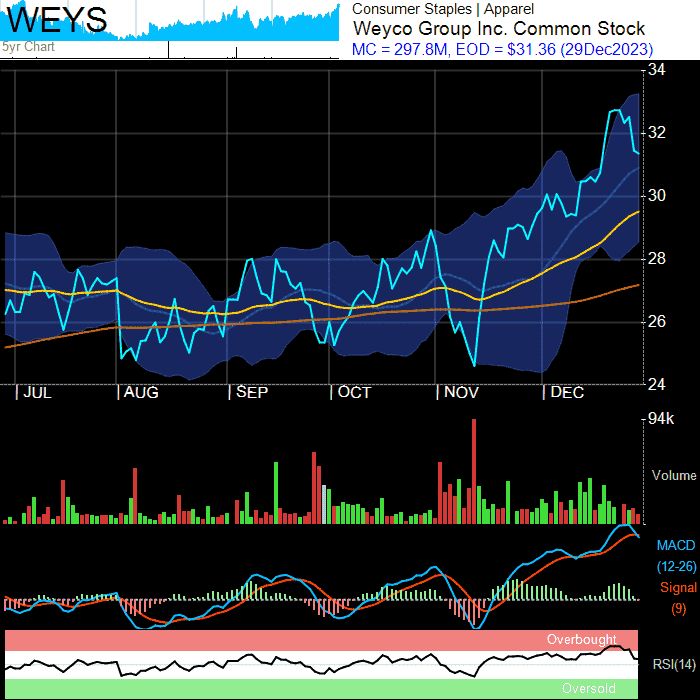 WEYS
5yr Chart
Consumer Staples | Apparel
Weyco Group Inc. Common Stock
MC = 297.8M, EOD = $31.36 (29Dec2023)
34
32
30
28
26
24
JUL AUG SEP OCT NOV DEC
94k
Volume
MACD
(12-26)
Signal
(9)
Overbought
RSI(14)
Oversold